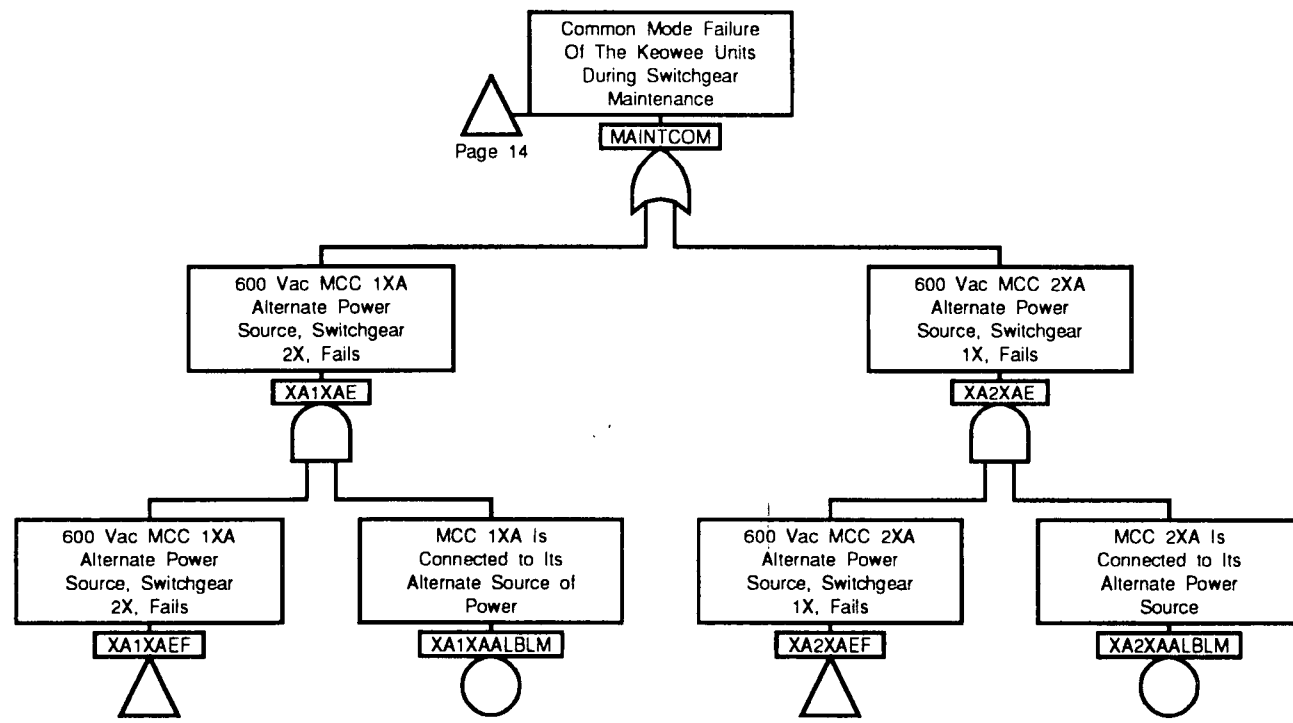 Common Mode Failure
Of The Keowee Units
During Switchgear
Maintenance
Page 14
MAINTCOM
600 Vac MCC 1XA
Alternate Power
Source, Switchgear
2X, Fails
XA1XAE
600 Vac MCC 2XA
Alternate Power
Source, Switchgear
1X, Fails
XA2XAE
600 Vac MCC 1XA
Alternate Power
Source, Switchgear
2X, Fails
XA1XAEF
MCC 1XA Is
Connected to Its
Alternate Source of
Power
XA1XAALBLM
600 Vac MCC 2XA
Alternate Power
Source, Switchgear
1X, Fails
XA2XAEF
MCC 2XA Is
Connected to Its
Alternate Power
Source
XA2XAALBLM